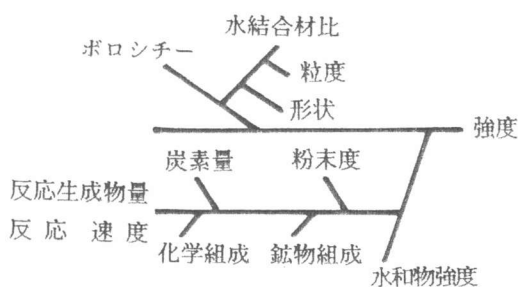 水結合材比
ボロシチー
粒度
形状
強度
炭素量
粉末度
反応生成物量
反応速度
化学組成
鉱物組成
水和物強度